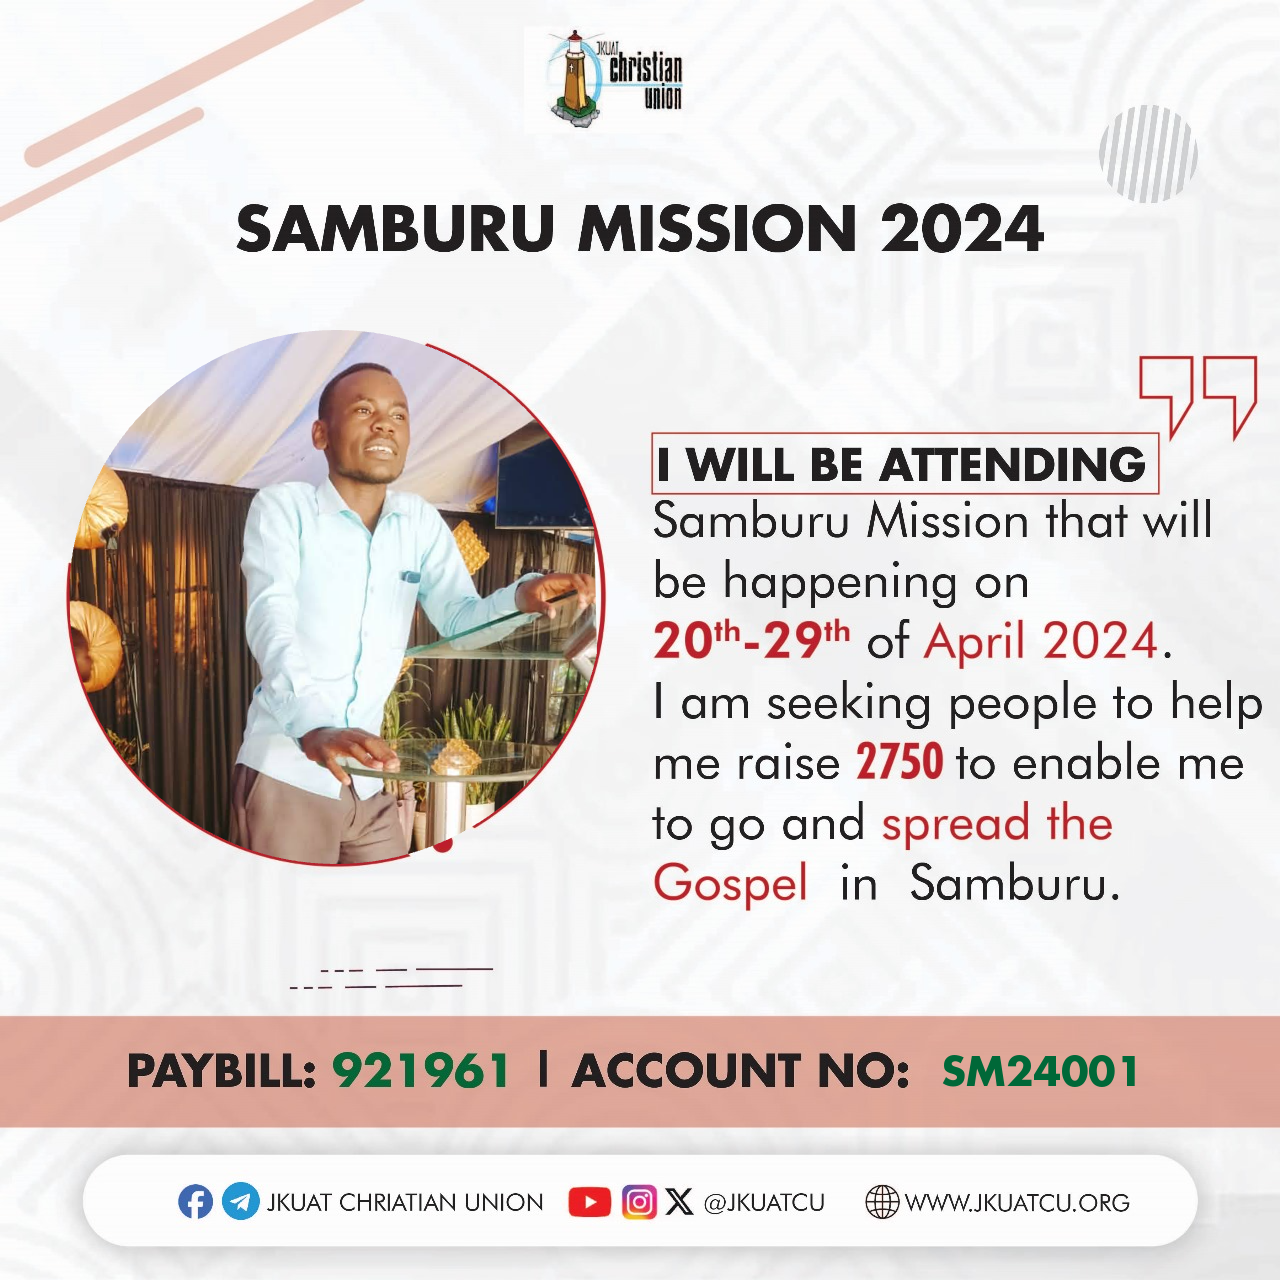 JKUAT
christian
union
SAMBURU MISSION 2024
I WILL BE ATTENDING
Samburu Mission that will
be happening on
20th-29th of April 2024.
I am seeking people to help
me raise 2750 to enable me
to go and spread the
Gospel in Samburu.
PAYBILL: 921961 | ACCOUNT NO: SM24001
JKUAT CHRIATIAN UNION @JKUATCU WWW.JKUATCU.ORG